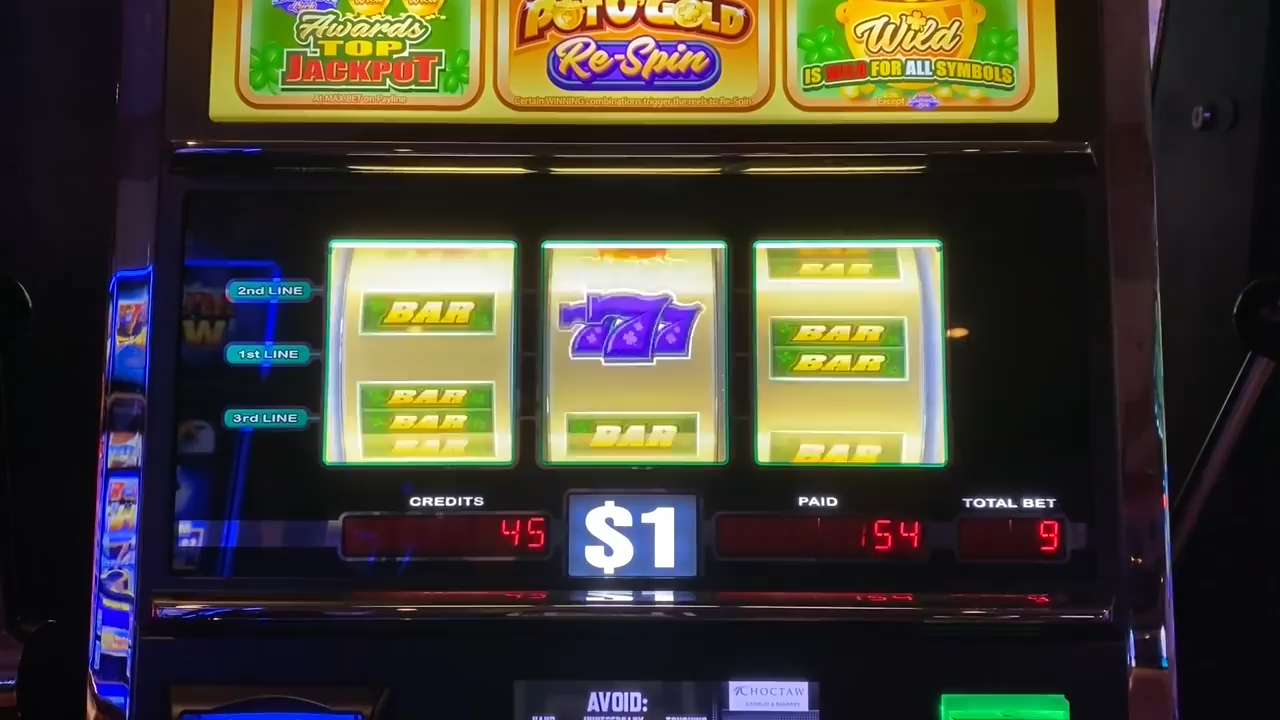 Awards
TOP
JACKPOT
At MAX BET on Payline
POT O' GOLD
Re-Spin
Certain WINNING combinations trigger the reels to Re-Spin
Wild
IS WILD FOR ALL SYMBOLS
Except
2nd LINE
1st LINE
3rd LINE
BAR
BAR
BAR
BAR
777
BAR
BAR
BAR
BAR
BAR
CREDITS
45
$1
PAID
154
TOTAL BET
9
AVOID:
CHOCTAW